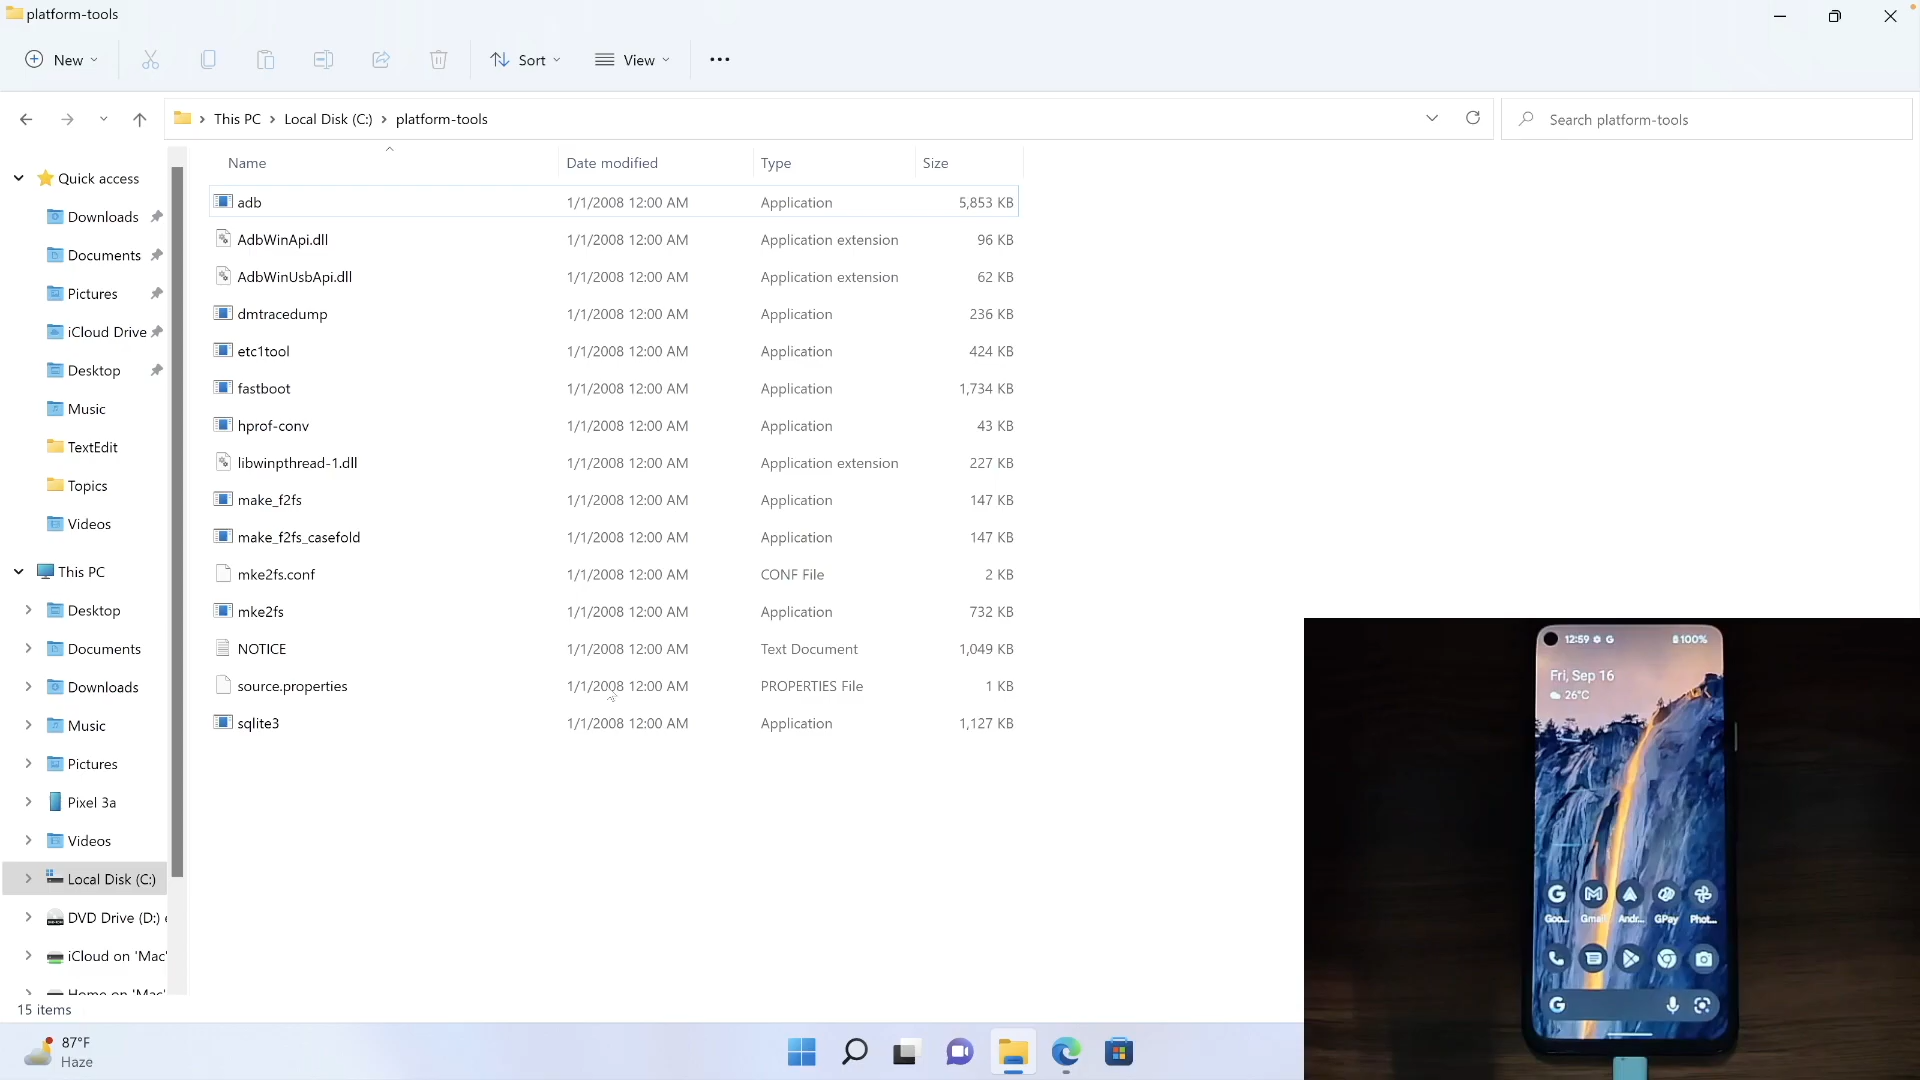 platform-tools
New
Sort
View
This PC
Local Disk (C:)
platform-tools
Search platform-tools
Name
Date modified
Type
Size
adb 1/1/2008 12:00 AM Application 5,853 KB
AdbWinApi.dll 1/1/2008 12:00 AM Application extension 96 KB
AdbWinUsbApi.dll 1/1/2008 12:00 AM Application extension 62 KB
dmtracedump 1/1/2008 12:00 AM Application 236 KB
etc1tool 1/1/2008 12:00 AM Application 424 KB
fastboot 1/1/2008 12:00 AM Application 1,734 KB
hprof-conv 1/1/2008 12:00 AM Application 43 KB
libwinpthread-1.dll 1/1/2008 12:00 AM Application extension 227 KB
make_f2fs 1/1/2008 12:00 AM Application 147 KB
make_f2fs_casefold 1/1/2008 12:00 AM Application 147 KB
mke2fs.conf 1/1/2008 12:00 AM CONF File 2 KB
mke2fs 1/1/2008 12:00 AM Application 732 KB
NOTICE 1/1/2008 12:00 AM Text Document 1,049 KB
source.properties 1/1/2008 12:00 AM PROPERTIES File 1 KB
sqlite3 1/1/2008 12:00 AM Application 1,127 KB
Quick access
Downloads
Documents
Pictures
iCloud Drive
Desktop
Music
TextEdit
Topics
Videos
This PC
Desktop
Documents
Downloads
Music
Pictures
Pixel 3a
Videos
Local Disk (C:)
DVD Drive (D:) e
iCloud on 'Mac'
Home on 'Mac'
15 items
87°F
Haze
12:59 G 100%
Fri, Sep 16
26°C
Goo... Gmail Andr... GPay Phot...